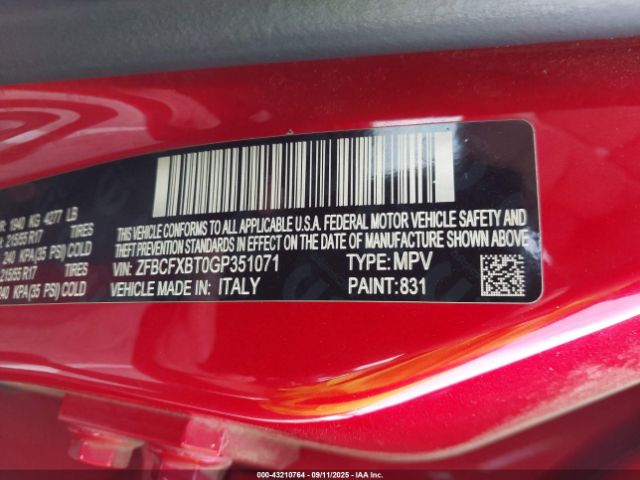 R: 1940 KG 4277 LB
: 215/55 R17 TIRES
240 KPA(35 PSI) COLD
215/55 R17 TIRES
240 KPA(35 PSI) COLD
THIS VEHICLE CONFORMS TO ALL APPLICABLE U.S.A. FEDERAL MOTOR VEHICLE SAFETY AND
THEFT PREVENTION STANDARDS IN EFFECT ON THE DATE OF MANUFACTURE SHOWN ABOVE.
VIN: ZFBCFXBT0GP351071 TYPE: MPV
VEHICLE MADE IN: ITALY PAINT: 831
000-43210764 - 09/11/2025 - IAA Inc.